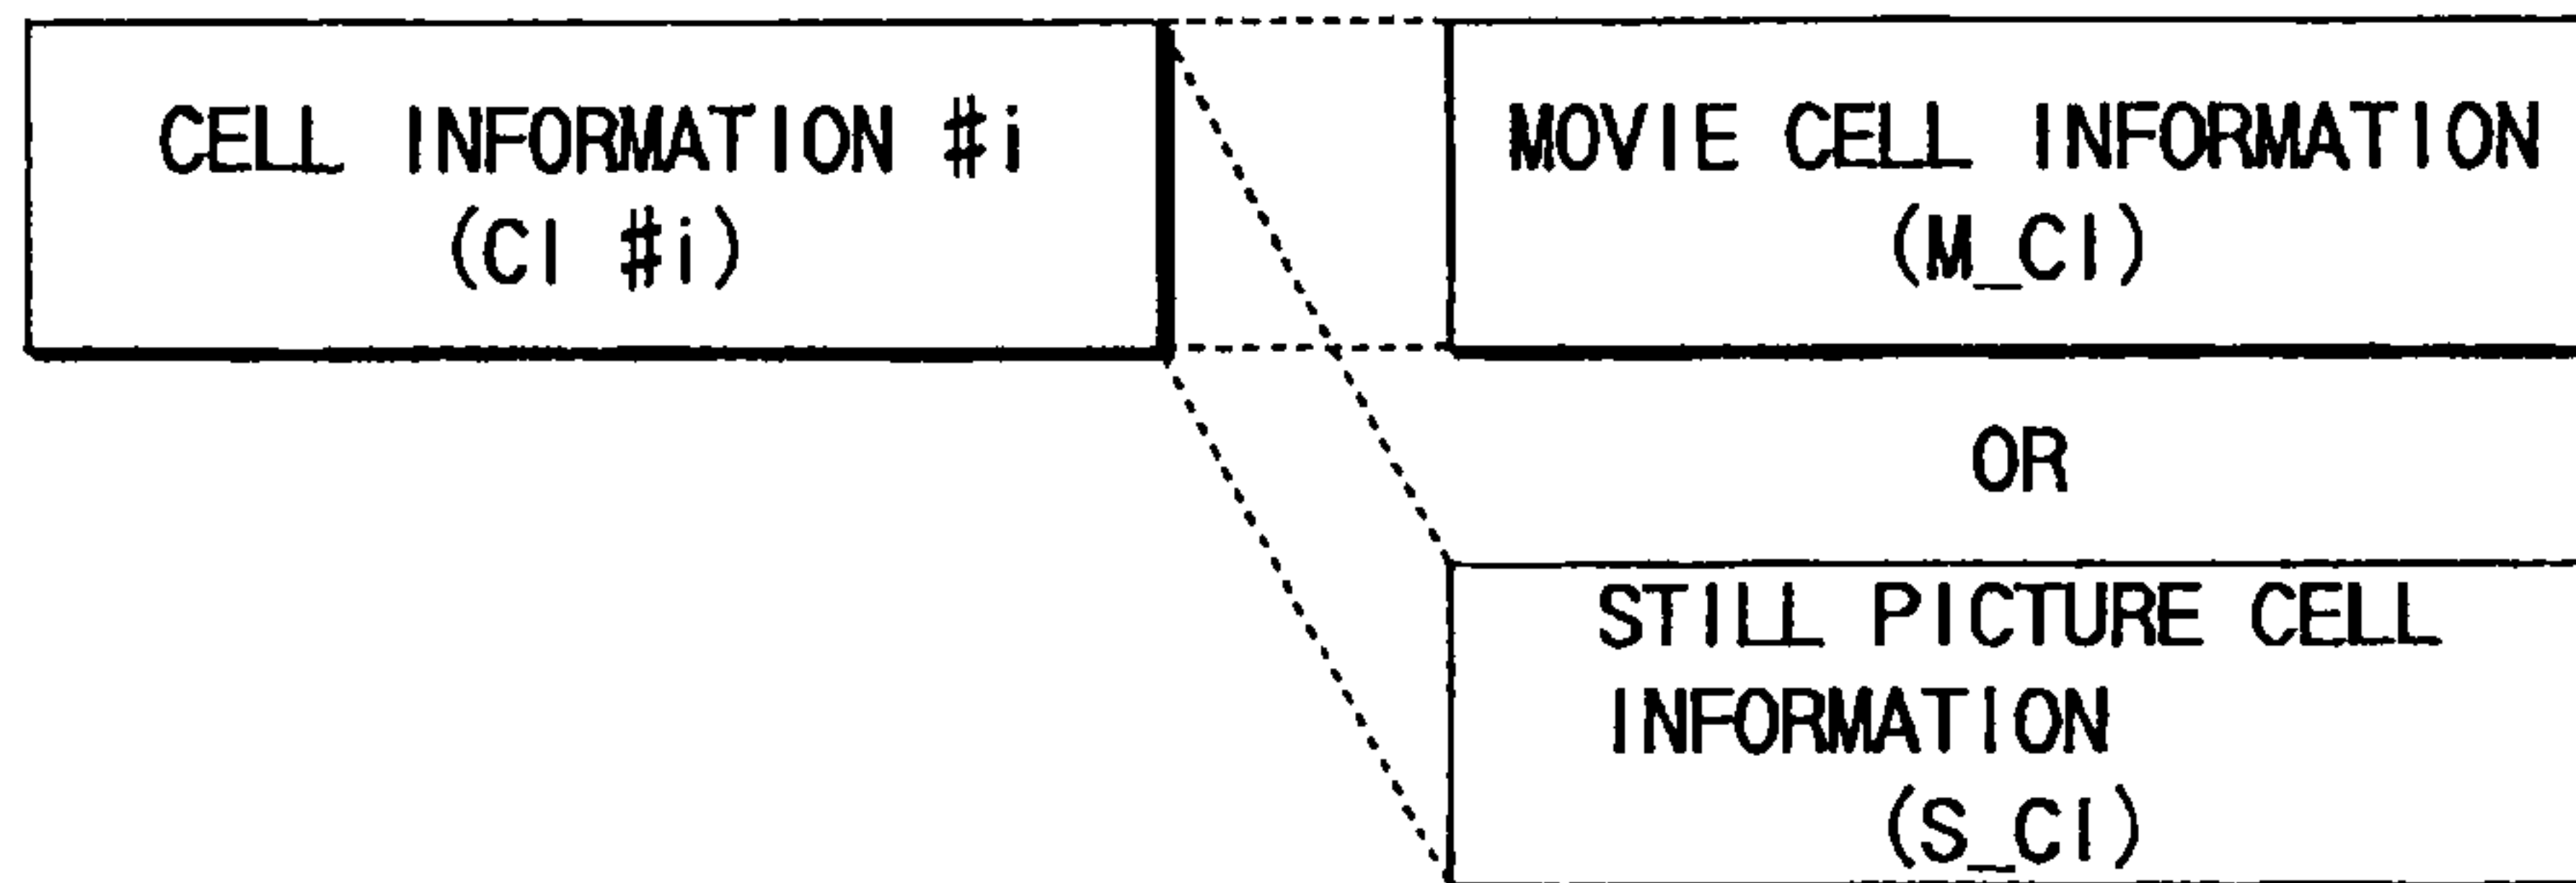 CELL INFORMATION #i
(CI #i)
MOVIE CELL INFORMATION
(M_CI)
OR
STILL PICTURE CELL
INFORMATION
(S_CI)